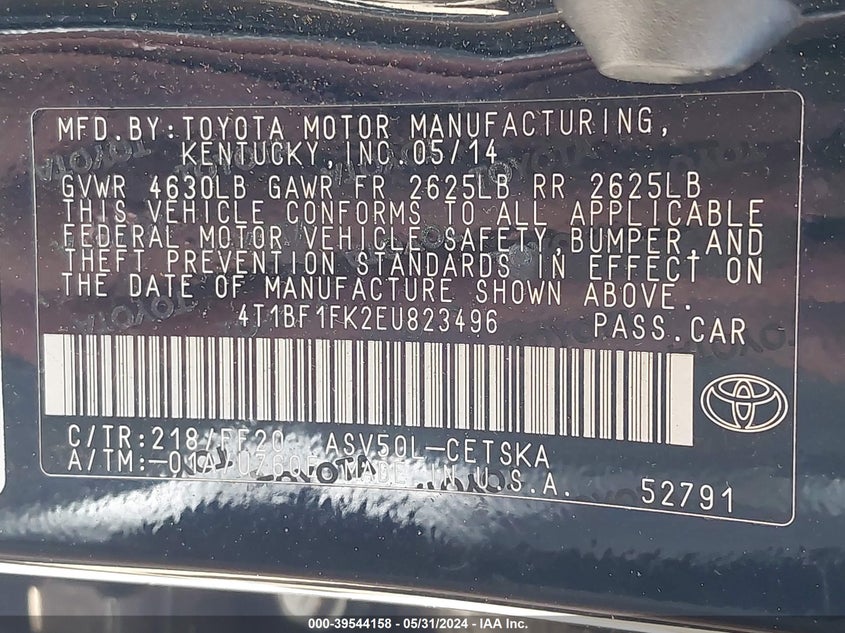 MFD.BY:TOYOTA MOTOR MANUFACTURING,
KENTUCKY,INC.05/14
GVWR 4630LB GAWR FR 2625LB RR 2625LB
THIS VEHICLE CONFORMS TO ALL APPLICABLE
FEDERAL MOTOR VEHICLE SAFETY,BUMPER,AND
THEFT PREVENTION STANDARDS IN EFFECT ON
THE DATE OF MANUFACTURE SHOWN ABOVE.
4T1BF1FK2EU823496 PASS.CAR
C/TR:218/FF20 ASV50L-CETSKA
A/TM:-01A/ MADE IN U.S.A.
TOYOTA
52791
000-39544158 - 05/31/2024 - IAA Inc.